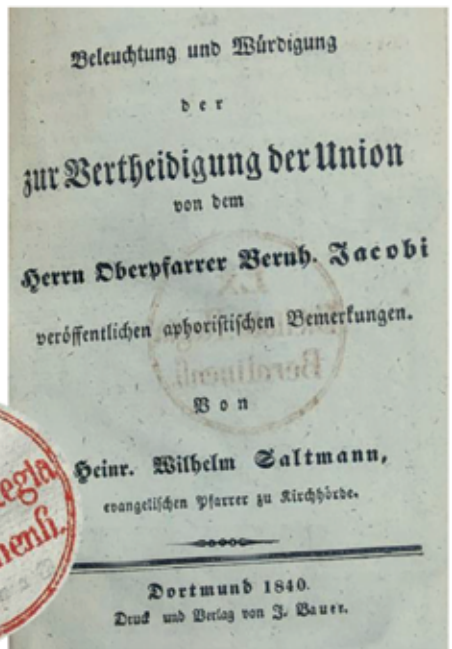 Beleuchtung und Würdigung
der
zur Vertheidigung der Union
von dem
Herrn Oberpfarrer Bernh. Jacobi
veröffentlichen aphoristischen Bemerkungen.
Von
Heinr. Wilhelm Saltmann,
evangelischen Pfarrer zu Kirchhörde.
Dortmund 1840.
Druck und Verlag von J. Bauer.